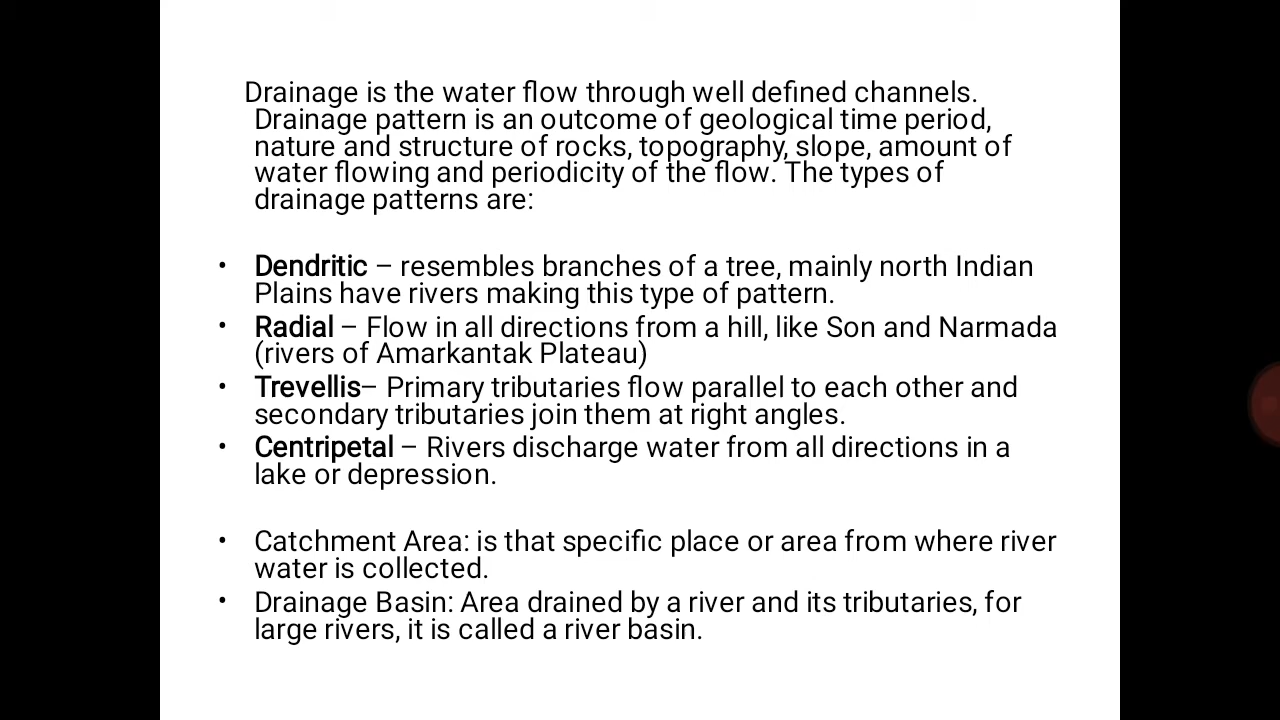 Drainage is the water flow through well defined channels.
Drainage pattern is an outcome of geological time period,
nature and structure of rocks, topography, slope, amount of
water flowing and periodicity of the flow. The types of
drainage patterns are:
• Dendritic – resembles branches of a tree, mainly north Indian
Plains have rivers making this type of pattern.
• Radial – Flow in all directions from a hill, like Son and Narmada
(rivers of Amarkantak Plateau)
• Trevellis– Primary tributaries flow parallel to each other and
secondary tributaries join them at right angles.
• Centripetal – Rivers discharge water from all directions in a
lake or depression.
• Catchment Area: is that specific place or area from where river
water is collected.
• Drainage Basin: Area drained by a river and its tributaries, for
large rivers, it is called a river basin.